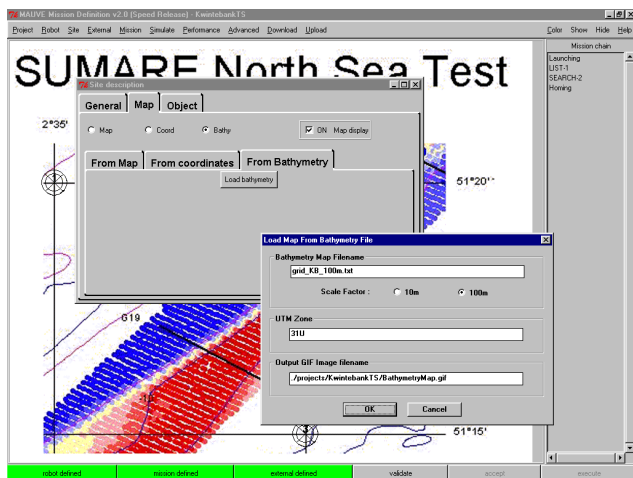 MAUVE Mission Definition v2.0 (Speed Release) - KwintebankTS
Project Robot Site External Mission Simulate Performance Advanced Download Upload Color Show Hide Help
Mission chain
Launching
LIST-1
SEARCH-2
Homing
SUMARE North Sea Test
Site description
General Map Object
Map Coord Bathy ON Map display
From Map From coordinates From Bathymetry
Load bathymetry
2°35'
51°20'
Load Map From Bathymetry File
Bathymetry Map Filename
grid_KB_100m.txt
Scale Factor : 10m 100m
UTM Zone
31U
Output GIF Image filename
./projects/KwintebankTS/BathymetryMap.gif
OK Cancel
G19
51°15'
robot defined mission defined external defined validate accept execute